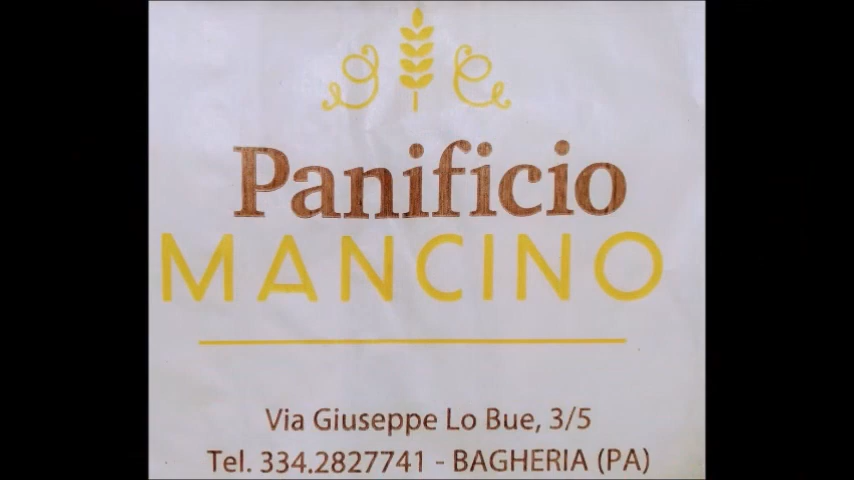 Panificio
MANCINO
Via Giuseppe Lo Bue, 3/5
Tel. 334.2827741 - BAGHERIA (PA)